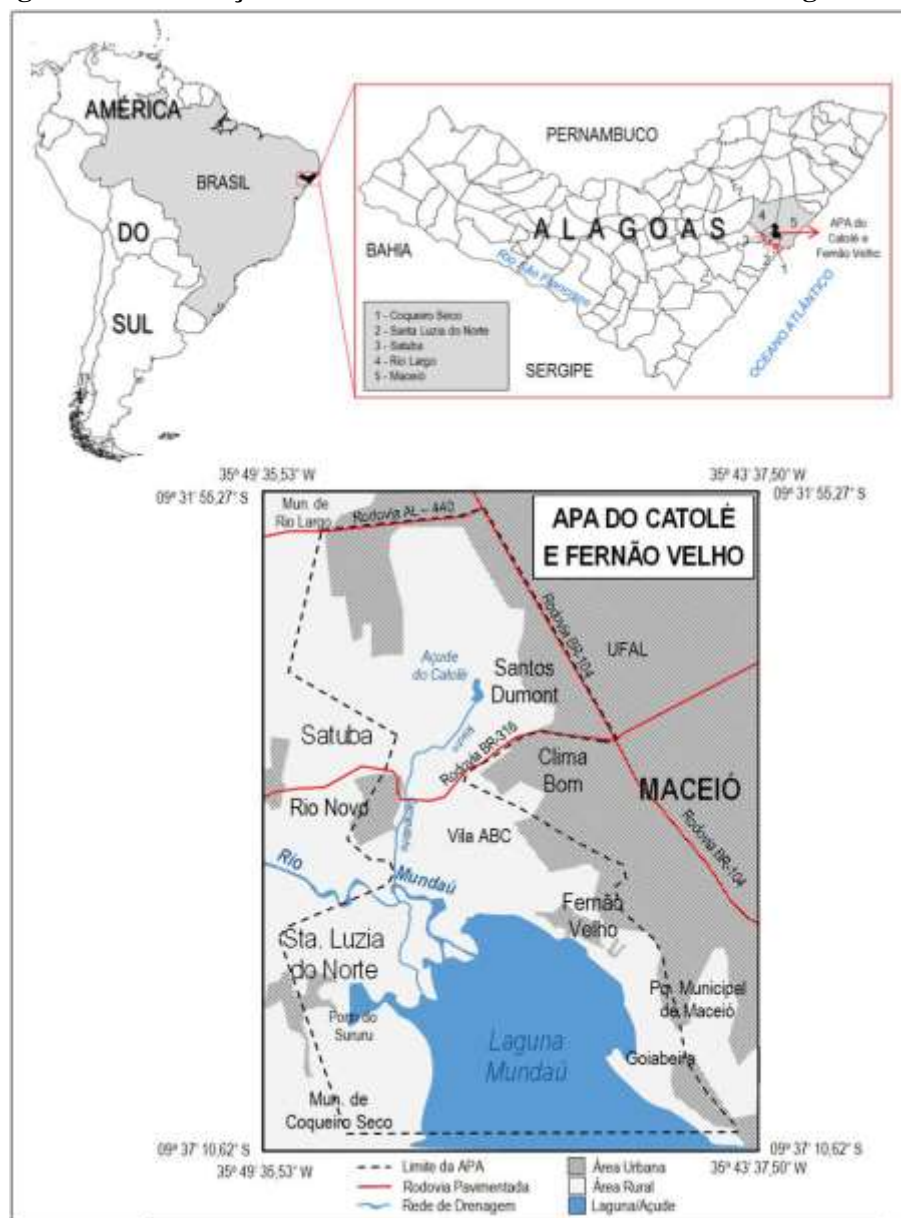 AMÉRICA
BRASIL
DO
SUL
PERNAMBUCO
ALAGOAS
BAHIA
Rio São Francisco
SERGIPE
OCEANO ATLÂNTICO
4
5
3
2
1
APA do
Catolé e
Fernão Velho
1 - Coqueiro Seco
2 - Santa Luzia do Norte
3 - Satuba
4 - Rio Largo
5 - Maceió
35º 49' 35,53" W
35º 43' 37,50" W
09º 31' 55,27" S
09º 31' 55,27" S
APA DO CATOLÉ
E FERNÃO VELHO
Mun. de
Rio Largo
Rodovia AL - 440
Rodovia BR-104
UFAL
Açude
do Catolé
Santos
Dumont
Satuba
Rodovia BR-316
Clima
Bom
MACEIÓ
Rio Novo
Vila ABC
Rodovia BR-104
Rio
Mundaú
Fernão
Velho
Sta. Luzia
do Norte
Porto do
Sururu
Pq. Municipal
de Maceió
Goiabeira
Laguna
Mundaú
Mun. de
Coqueiro Seco
09º 37' 10,62" S
09º 37' 10,62" S
35º 49' 35,53" W
35º 43' 37,50" W
Limite da APA
Rodovia Pavimentada
Rede de Drenagem
Área Urbana
Área Rural
Laguna/Açude